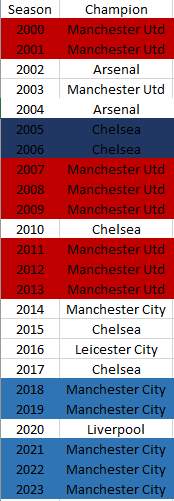 Season Champion
2000 Manchester Utd
2001 Manchester Utd
2002 Arsenal
2003 Manchester Utd
2004 Arsenal
2005 Chelsea
2006 Chelsea
2007 Manchester Utd
2008 Manchester Utd
2009 Manchester Utd
2010 Chelsea
2011 Manchester Utd
2012 Manchester Utd
2013 Manchester Utd
2014 Manchester City
2015 Chelsea
2016 Leicester City
2017 Chelsea
2018 Manchester City
2019 Manchester City
2020 Liverpool
2021 Manchester City
2022 Manchester City
2023 Manchester City